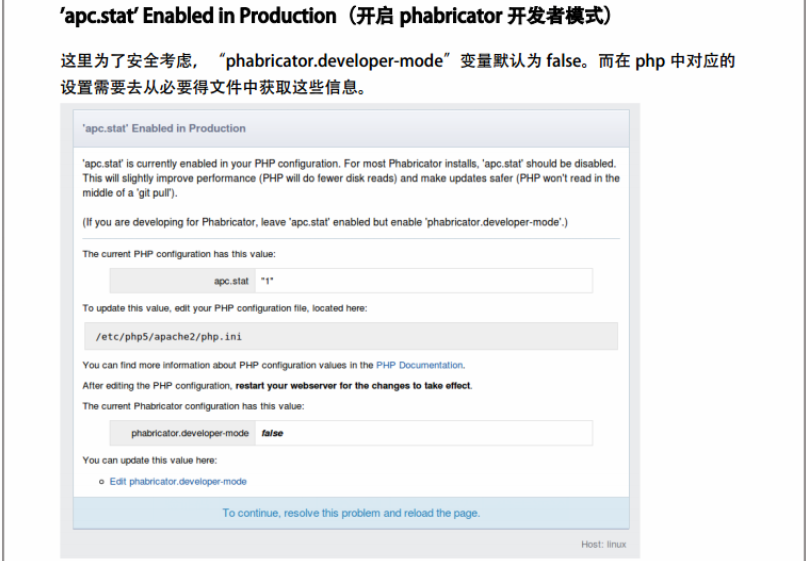 'apc.stat' Enabled in Production（开启 phabricator 开发者模式）
这里为了安全考虑，“phabricator.developer-mode”变量默认为 false。而在 php 中对应的
设置需要去从必要得文件中获取这些信息。
'apc.stat' Enabled in Production
'apc.stat' is currently enabled in your PHP configuration. For most Phabricator installs, 'apc.stat' should be disabled.
This will slightly improve performance (PHP will do fewer disk reads) and make updates safer (PHP won't read in the
middle of a 'git pull').
(If you are developing for Phabricator, leave 'apc.stat' enabled but enable 'phabricator.developer-mode'.)
The current PHP configuration has this value:
apc.stat "1"
To update this value, edit your PHP configuration file, located here:
/etc/php5/apache2/php.ini
You can find more information about PHP configuration values in the PHP Documentation.
After editing the PHP configuration, restart your webserver for the changes to take effect.
The current Phabricator configuration has this value:
phabricator.developer-mode false
You can update this value here:
Edit phabricator.developer-mode
To continue, resolve this problem and reload the page.
Host: linux